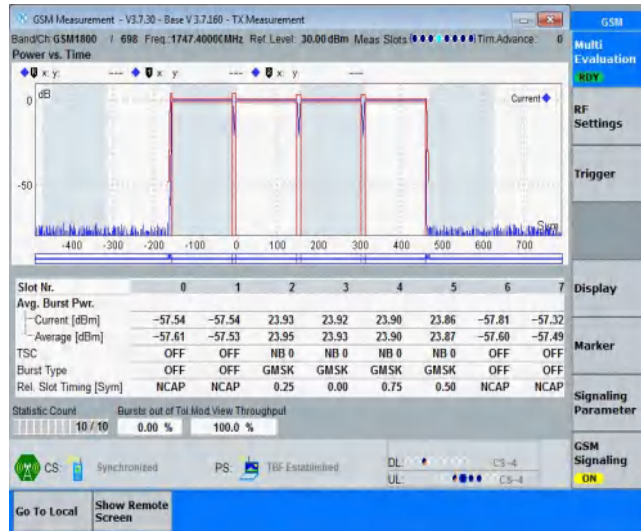 GSM Measurement - V3.7.30 - Base V 3.7.160 - TX Measurement
GSM
Band/Ch: GSM1800 / 698 Freq.: 1747.4000 MHz Ref. Level: 30.00 dBm Meas Slots Tim.Advance: 0
Power vs. Time
Multi Evaluation
RDY
x: y: --- x: y: --- x: y: ---
dB
Current
0
-50
Sym
-400 -300 -200 -100 0 100 200 300 400 500 600 700
RF Settings
Trigger
Slot Nr. 0 1 2 3 4 5 6 7
Avg. Burst Pwr.
Current [dBm] -57.54 -57.54 23.93 23.92 23.90 23.86 -57.81 -57.32
Average [dBm] -57.61 -57.53 23.95 23.93 23.90 23.87 -57.60 -57.49
TSC OFF OFF NB 0 NB 0 NB 0 NB 0 OFF OFF
Burst Type OFF OFF GMSK GMSK GMSK GMSK OFF OFF
Rel. Slot Timing [Sym] NCAP NCAP 0.25 0.00 0.75 0.50 NCAP NCAP
Display
Marker
Statistic Count Bursts out of Tol. Mod.View Throughput
10 / 10 0.00 % 100.0 %
Signaling Parameter
CS: Synchronized PS: TBF Established DL: CS-4
UL: CS-4
GSM Signaling
ON
Go To Local
Show Remote Screen